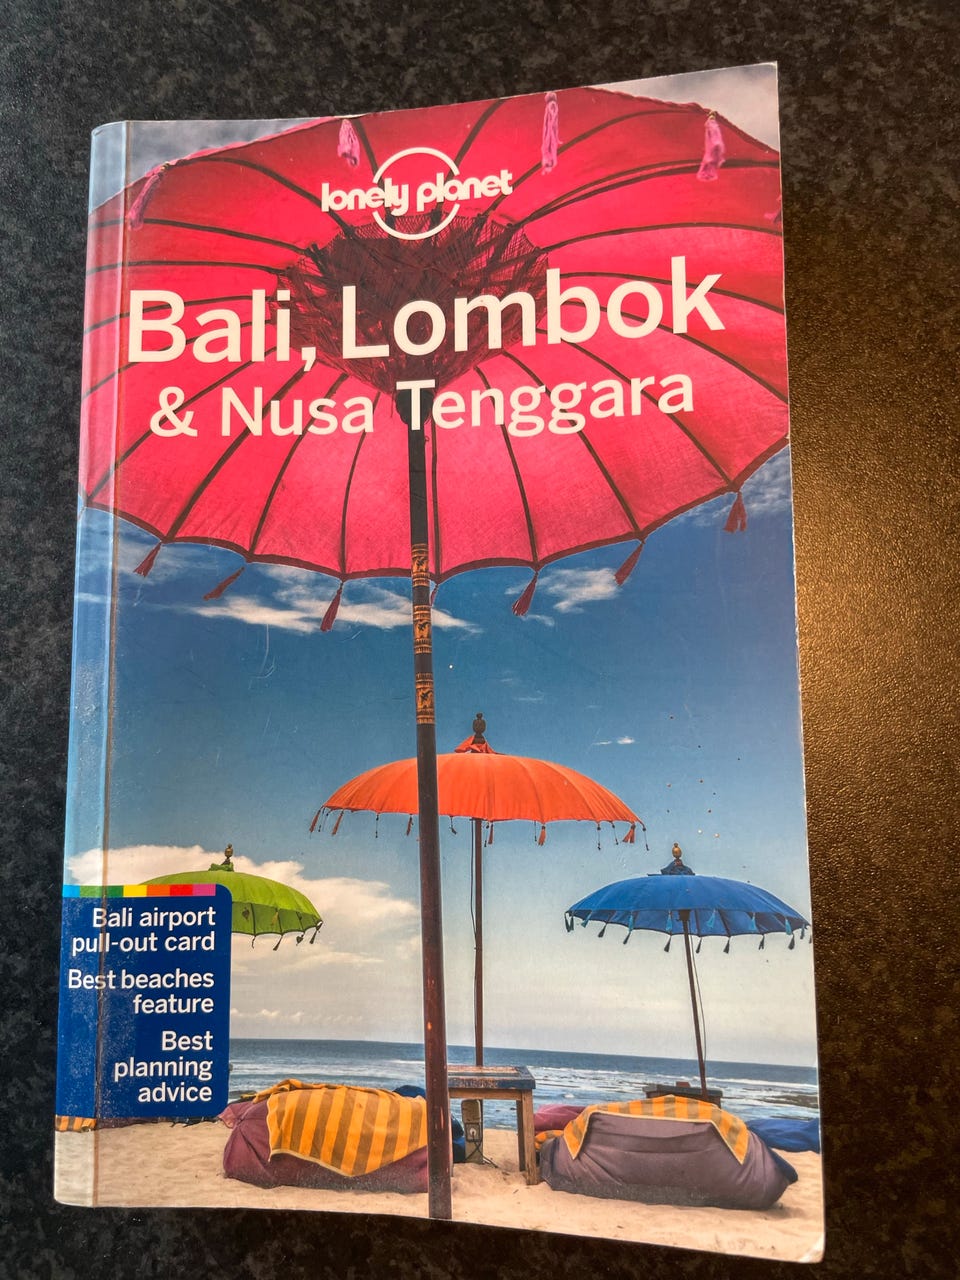 lonely planet
Bali, Lombok
& Nusa Tenggara
Bali airport
pull-out card
Best beaches
feature
Best
planning
advice